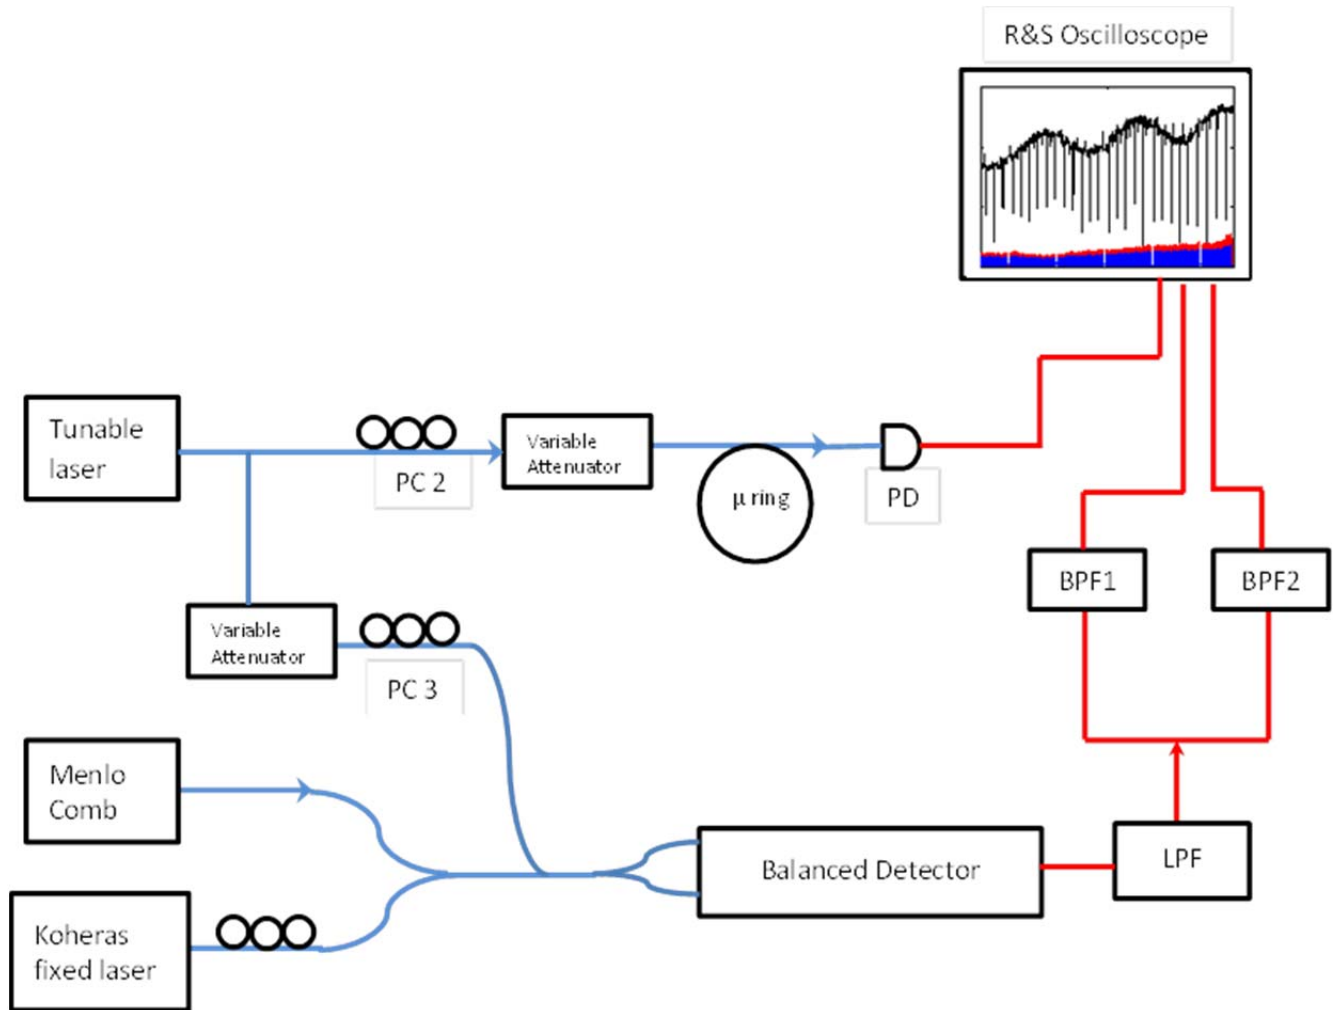 R&S Oscilloscope
Tunable
laser
PC 2
Variable
Attenuator
μ ring
PD
BPF1
BPF2
Variable
Attenuator
PC 3
Menlo
Comb
Balanced Detector
LPF
Koheras
fixed laser